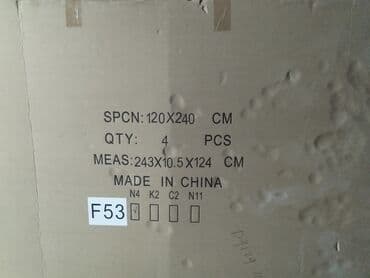 SPCN: 120X240 CM
QTY: 4 PCS
MEAS: 243X10.5X124 CM
MADE IN CHINA
N4 K2 C2 N11
F53